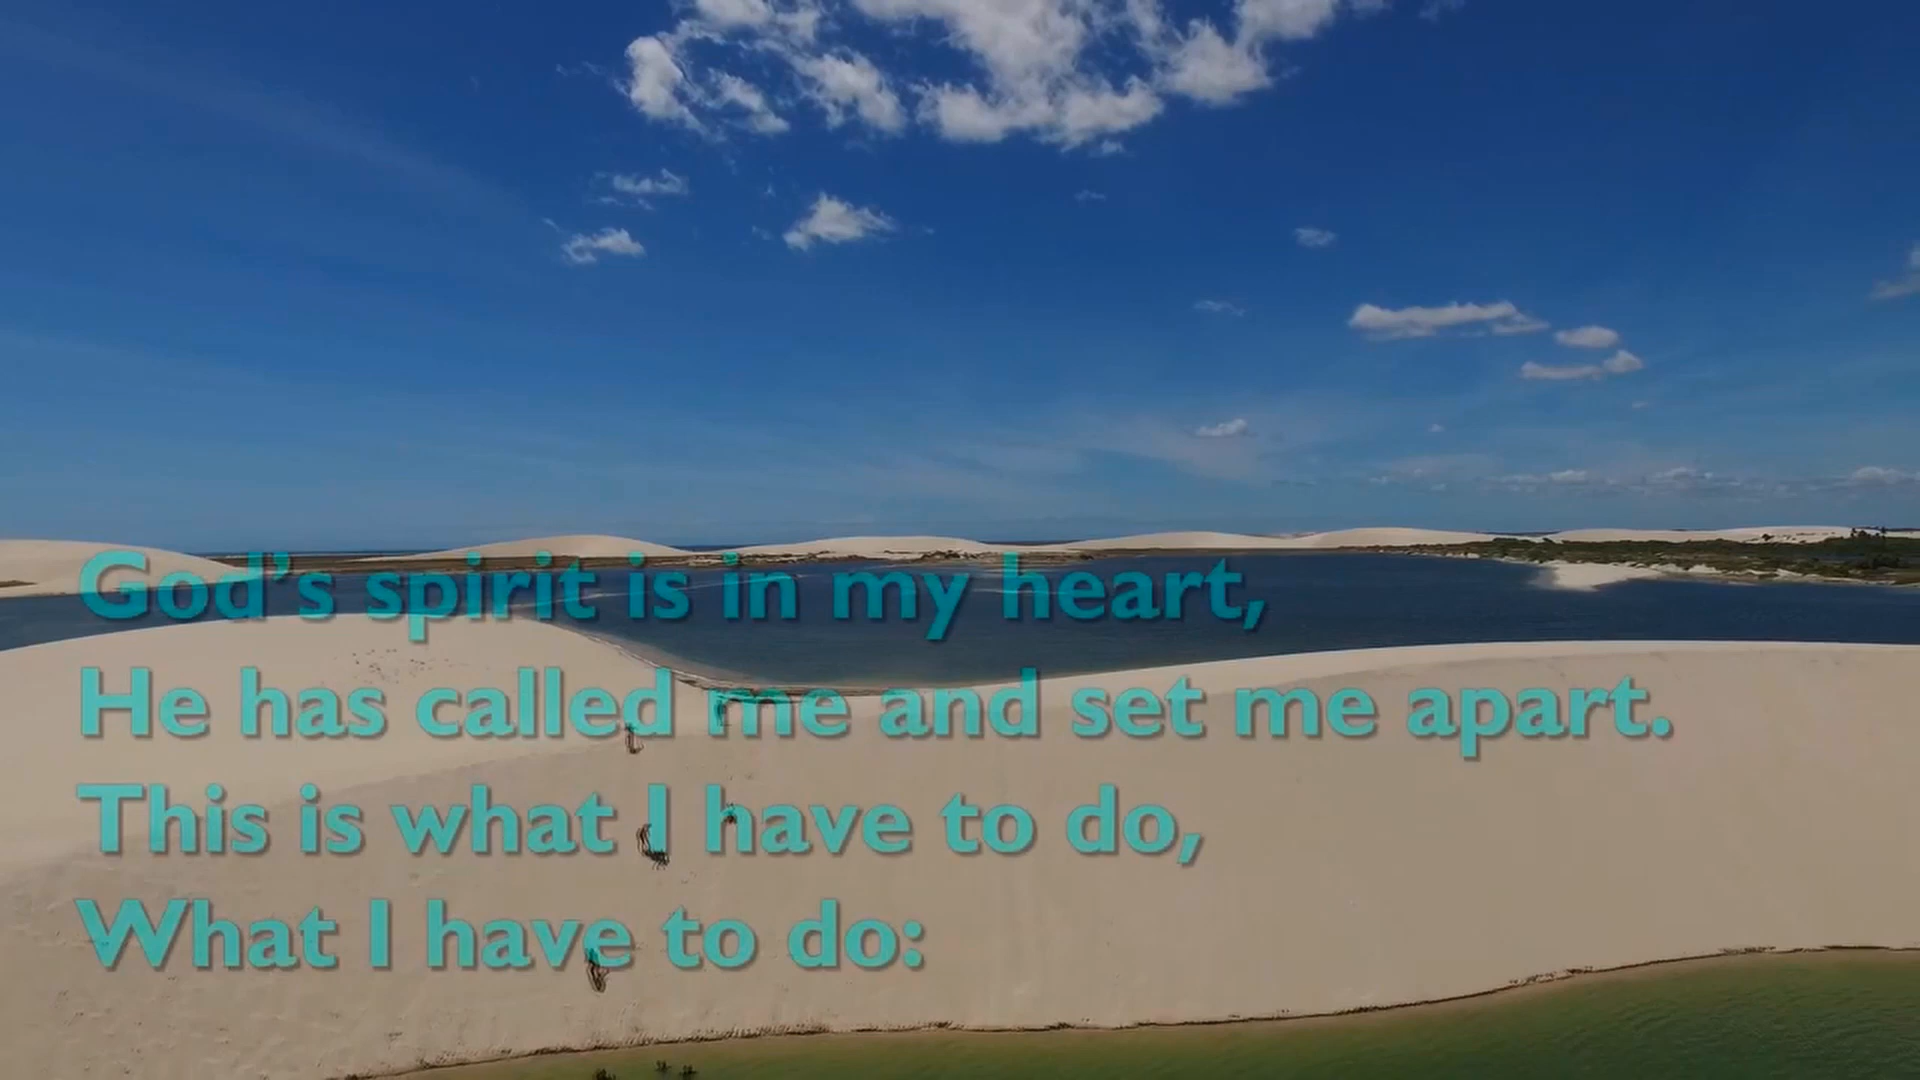 God's spirit is in my heart,
He has called me and set me apart.
This is what I have to do,
What I have to do: